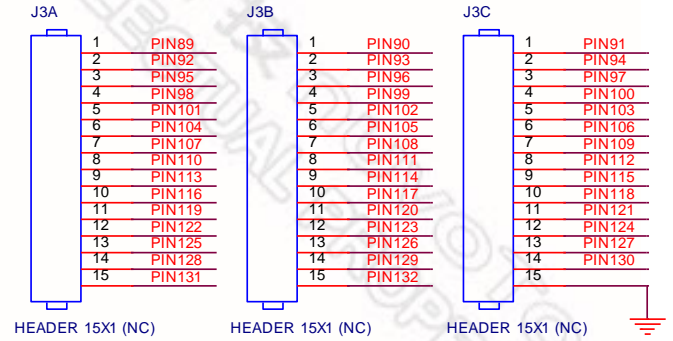 J3A
1 PIN89
2 PIN92
3 PIN95
4 PIN98
5 PIN101
6 PIN104
7 PIN107
8 PIN110
9 PIN113
10 PIN116
11 PIN119
12 PIN122
13 PIN125
14 PIN128
15 PIN131
HEADER 15X1 (NC)
J3B
1 PIN90
2 PIN93
3 PIN96
4 PIN99
5 PIN102
6 PIN105
7 PIN108
8 PIN111
9 PIN114
10 PIN117
11 PIN120
12 PIN123
13 PIN126
14 PIN129
15 PIN132
HEADER 15X1 (NC)
J3C
1 PIN91
2 PIN94
3 PIN97
4 PIN100
5 PIN103
6 PIN106
7 PIN109
8 PIN112
9 PIN115
10 PIN118
11 PIN121
12 PIN124
13 PIN127
14 PIN130
15
HEADER 15X1 (NC)